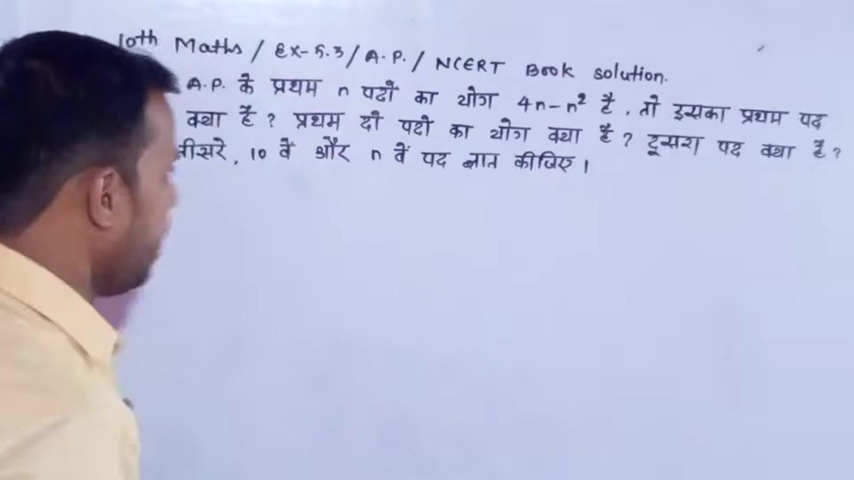 10th Maths / Ex-5.3 / A.P. / NCERT Book solution.
A.P. के प्रथम n पदों का योग 4n-n² है, तो इसका प्रथम पद
क्या है? प्रथम दो पदों का योग क्या है? दूसरा पद क्या है?
तीसरे, 10 वें और n वें पद ज्ञात कीजिए।